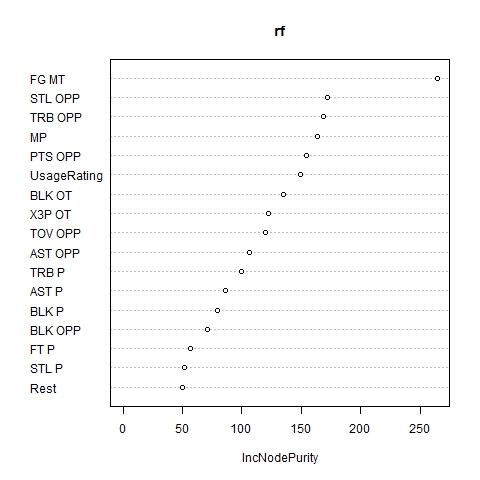 rf
FG MT
STL OPP
TRB OPP
MP
PTS OPP
UsageRating
BLK OT
X3P OT
TOV OPP
AST OPP
TRB P
AST P
BLK P
BLK OPP
FT P
STL P
Rest
0 50 100 150 200 250
IncNodePurity